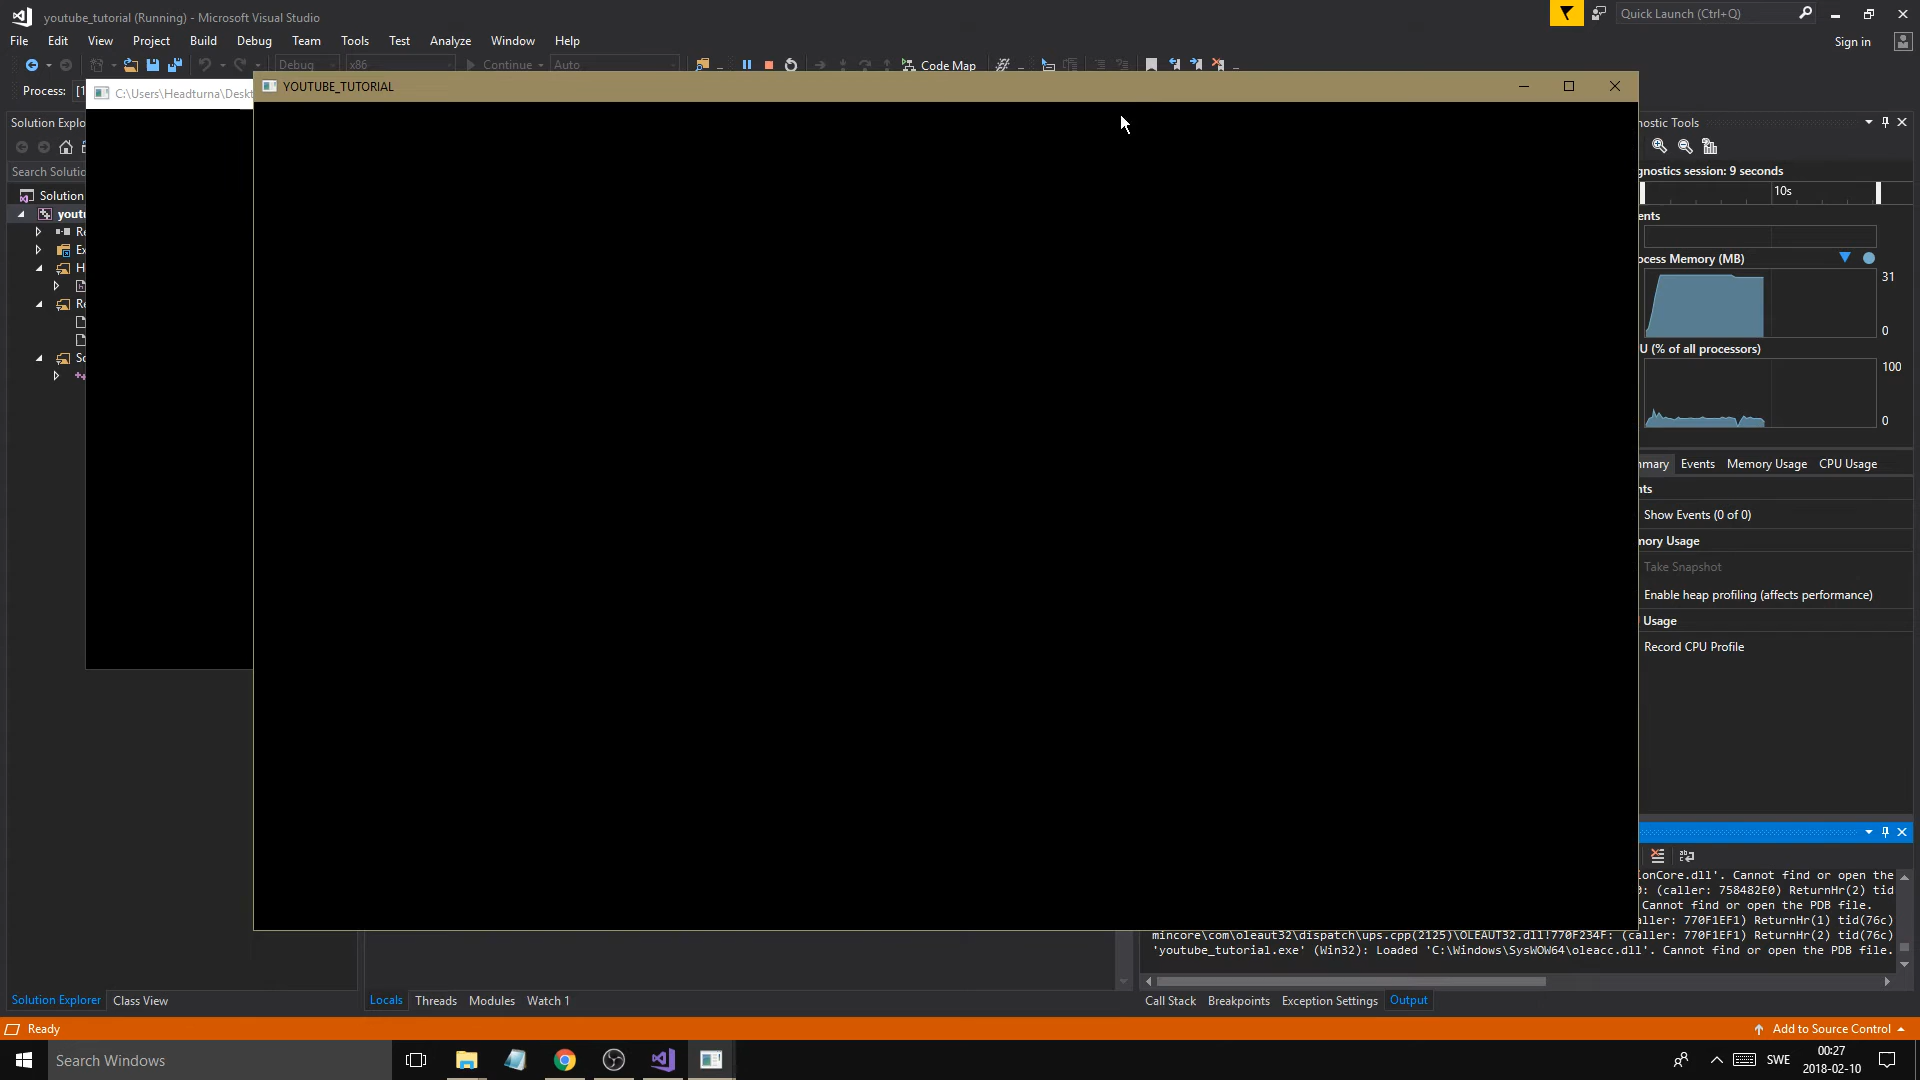 youtube_tutorial (Running) - Microsoft Visual Studio
Quick Launch (Ctrl+Q)
File Edit View Project Build Debug Team Tools Test Analyze Window Help
Sign in
Debug x86 Continue Auto Code Map
Process: [1
C:\Users\Headturna\Deskt
YOUTUBE_TUTORIAL
Solution Explo
nostic Tools
Search Solutio
gnostics session: 9 seconds
10s
Solution
youtu
Re
Ex
H
Re
So
ents
ocess Memory (MB)
31
0
U (% of all processors)
100
0
mmary Events Memory Usage CPU Usage
nts
Show Events (0 of 0)
mory Usage
Take Snapshot
Enable heap profiling (affects performance)
Usage
Record CPU Profile
ionCore.dll'. Cannot find or open the
0: (caller: 758482E0) ReturnHr(2) tid
Cannot find or open the PDB file.
aller: 770F1EF1) ReturnHr(1) tid(76c)
mincore\com\oleaut32\dispatch\ups.cpp(2125)\OLEAUT32.dll!770F234F: (caller: 770F1EF1) ReturnHr(2) tid(76c)
'youtube_tutorial.exe' (Win32): Loaded 'C:\Windows\SysWOW64\oleacc.dll'. Cannot find or open the PDB file.
Solution Explorer Class View
Locals Threads Modules Watch 1
Call Stack Breakpoints Exception Settings Output
Ready
Add to Source Control
Search Windows
SWE
00:27
2018-02-10